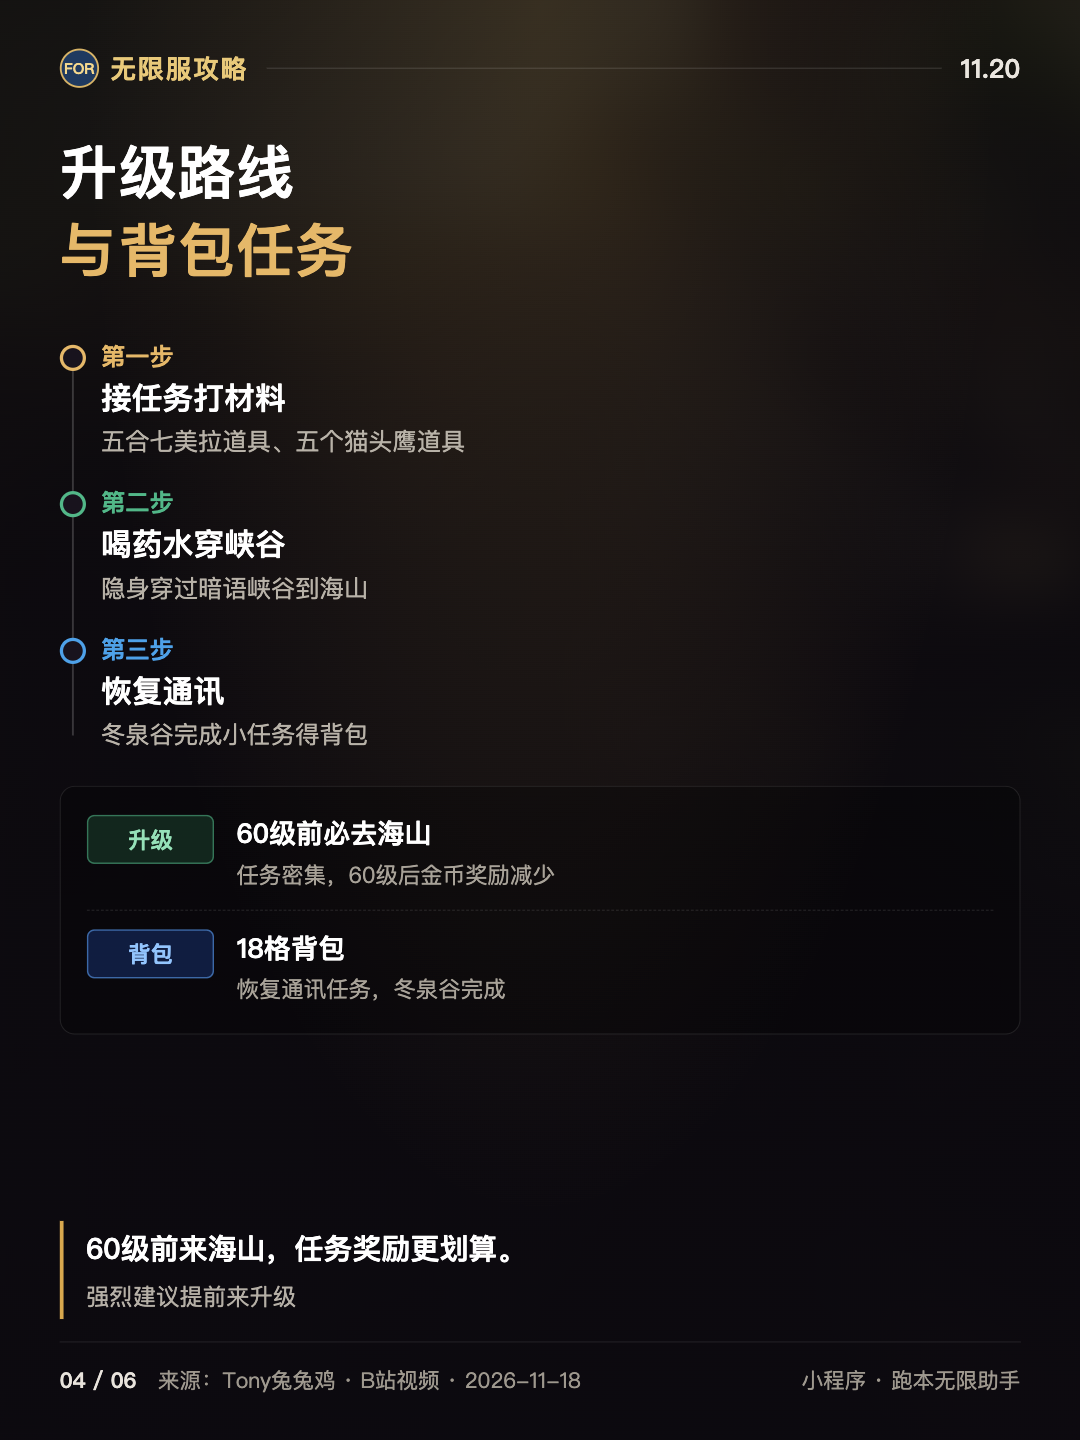 FOR 无限服攻略 11.20
升级路线
与背包任务
第一步
接任务打材料
五合七美拉道具、五个猫头鹰道具
第二步
喝药水穿峡谷
隐身穿过暗语峡谷到海山
第三步
恢复通讯
冬泉谷完成小任务得背包
升级 60级前必去海山
任务密集，60级后金币奖励减少
背包 18格背包
恢复通讯任务，冬泉谷完成
60级前来海山，任务奖励更划算。
强烈建议提前来升级
04 / 06 来源：Tony兔兔鸡 · B站视频 · 2026-11-18 小程序 · 跑本无限助手